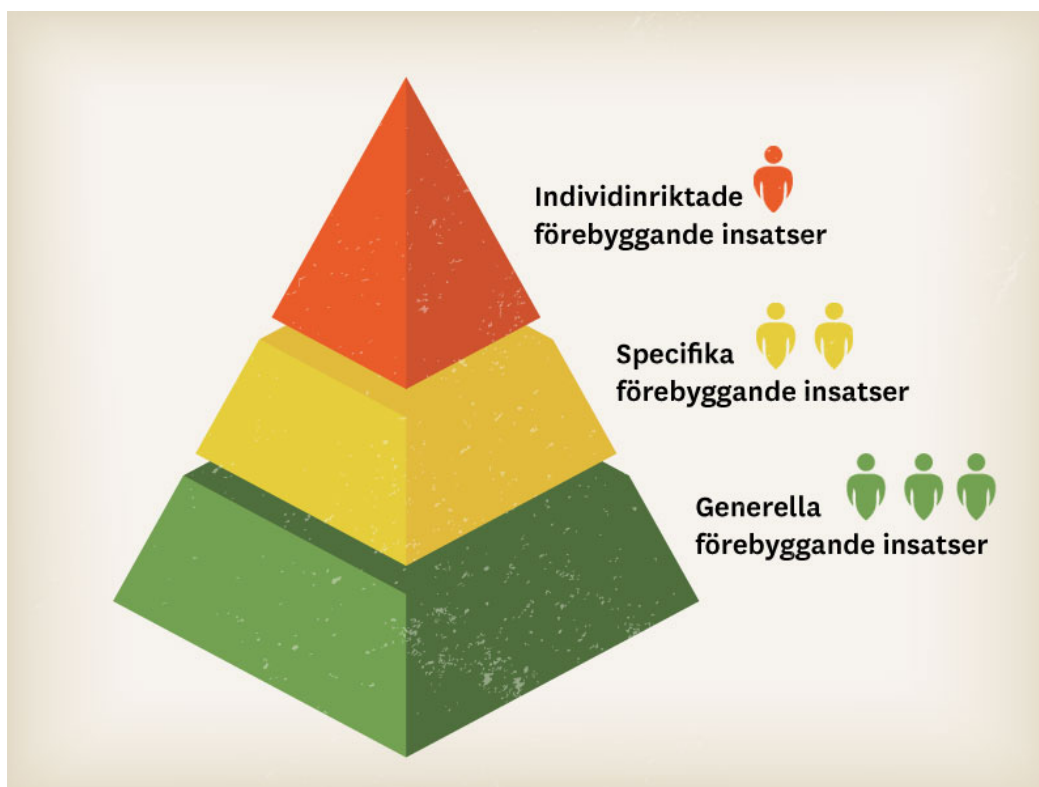 Individinriktade
förebyggande insatser
Specifika
förebyggande insatser
Generella
förebyggande insatser